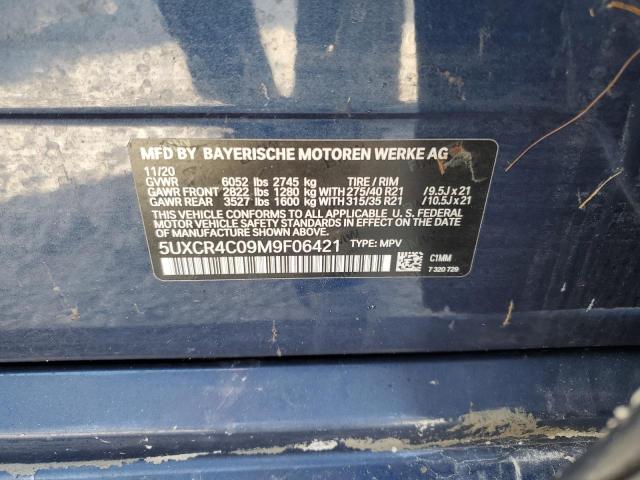 MFD BY BAYERISCHE MOTOREN WERKE AG
11/20
GVWR 6052 lbs 2745 kg TIRE / RIM
GAWR FRONT 2822 lbs 1280 kg WITH 275/40 R21 /9.5J x 21
GAWR REAR 3527 lbs 1600 kg WITH 315/35 R21 /10.5J x 21
THIS VEHICLE CONFORMS TO ALL APPLICABLE U. S. FEDERAL
MOTOR VEHICLE SAFETY STANDARDS IN EFFECT ON THE DATE
OF MANUFACTURE SHOWN ABOVE.
5UXCR4C09M9F06421 TYPE: MPV
C1MM
7 320 729